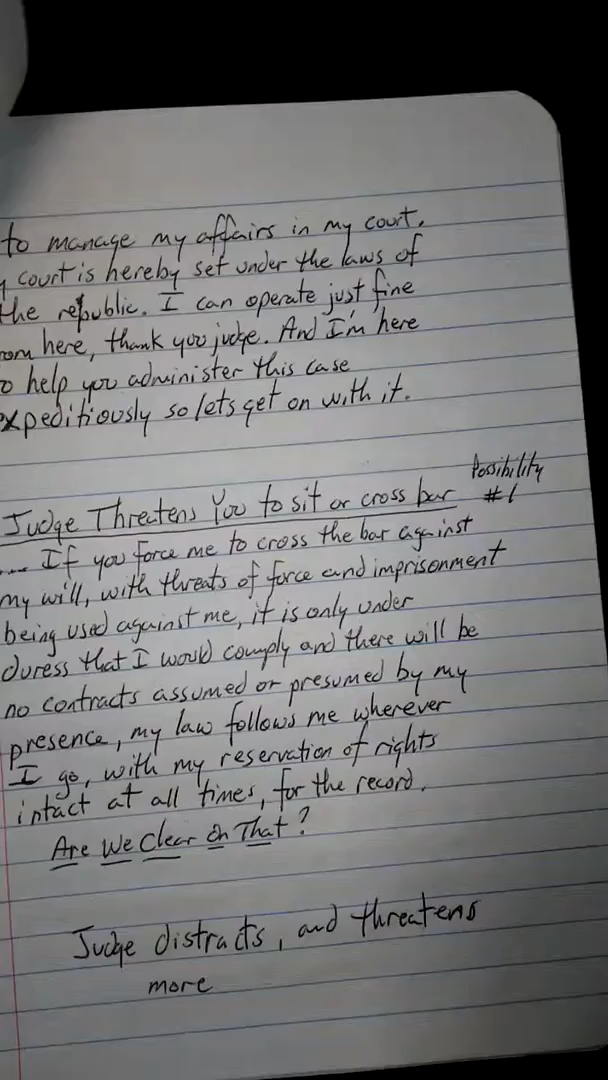 to manage my affairs in my court.
court is hereby set under the laws of
the republic. I can operate just fine
here, thank you judge. And I'm here
help you administer this case
expeditiously so lets get on with it.
Possibility
#1
Judge Threatens You to sit or cross bar
... If you force me to cross the bar against
my will, with threats of force and imprisonment
being used against me, it is only under
duress that I would comply and there will be
no contracts assumed or presumed by my
presence, my law follows me wherever
I go, with my reservation of rights
intact at all times, for the record.
Are We Clear On That?
Judge distracts, and threatens
more